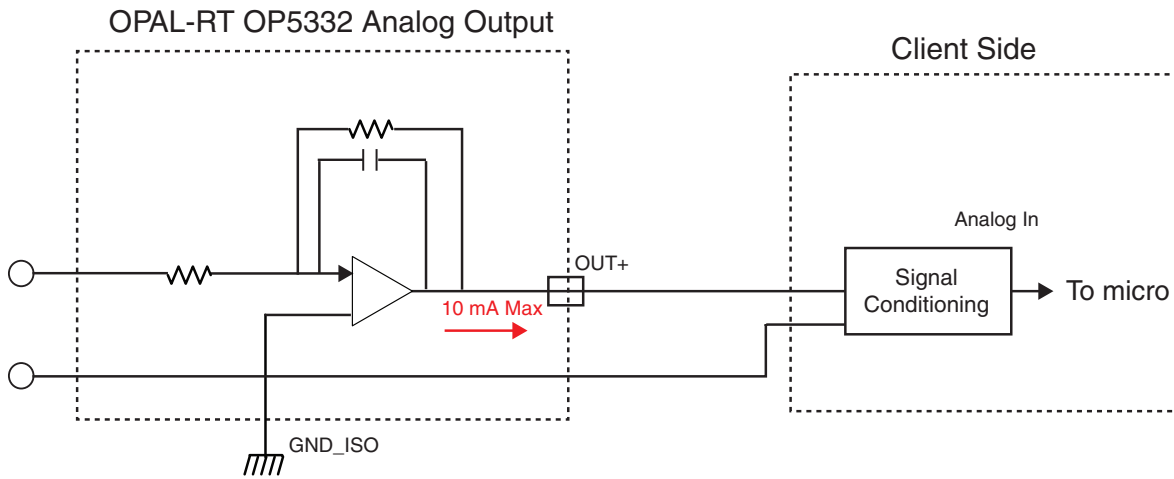 OPAL-RT OP5332 Analog Output
Client Side
Analog In
OUT+
Signal
Conditioning
To micro
10 mA Max
GND_ISO